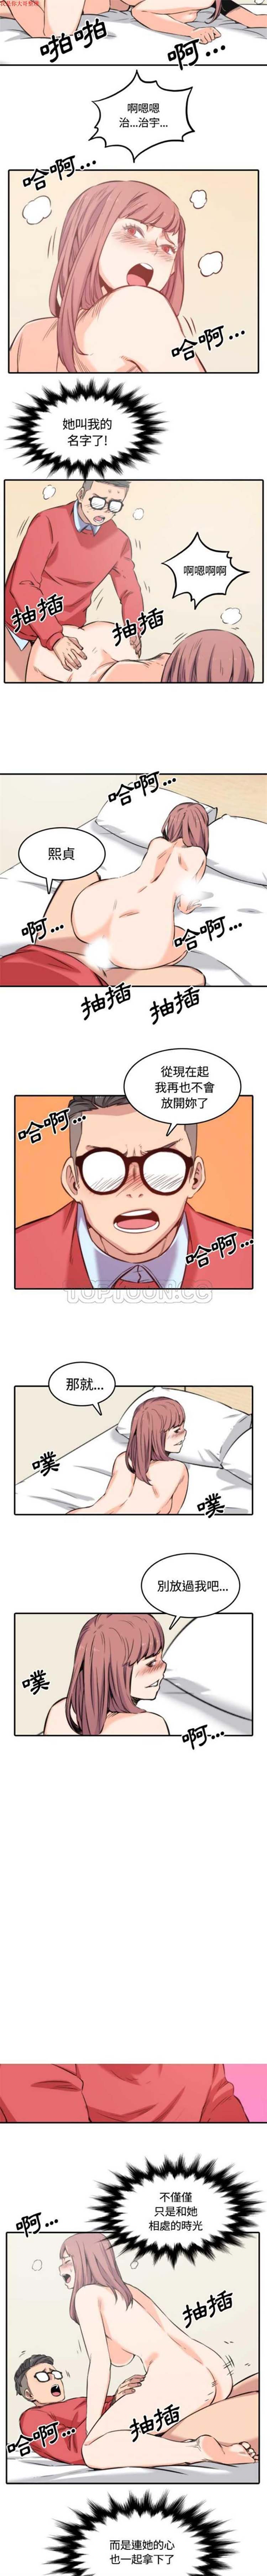 啪啪
啊...
啊嗯嗯
治...治宇...
哈啊...
哈啊...
她叫我的
名字了!
啊嗯啊啊
抽插
抽插
哈啊...
熙貞
啊...
哈啊...
抽插
抽插
從現在起
我再也不會
放開妳了
哈啊...
哈啊...
TOPTOON.CC
那就...
噗
噗
別放過我吧...
噗
啊...
不僅僅
只是和她
相處的時光
啊...
抽插
哈啊...
抽插
而是連她的心
也一起拿下了